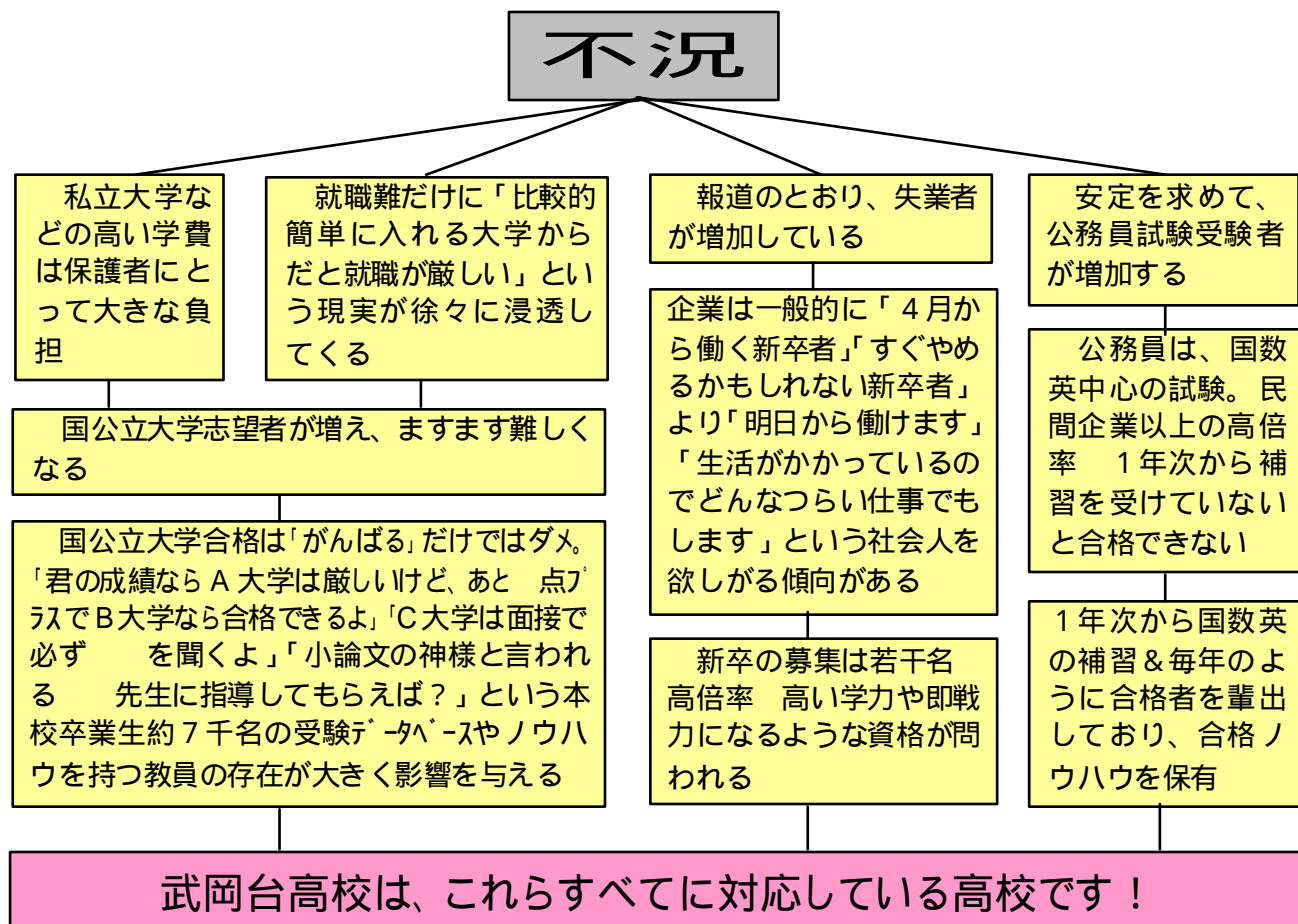 不況
私立大学な
どの高い学費
は保護者にと
って大きな負
担
就職難だけに「比較的
簡単に入れる大学から
だと就職が厳しい」とい
う現実が徐々に浸透し
てくる
国公立大学志望者が増え、ますます難しく
なる
国公立大学合格は「がんばる」だけではダメ。
「君の成績ならA大学は厳しいけど、あと　点プ
ラスでB大学なら合格できるよ」「C大学は面接で
必ず　　を聞くよ」「小論文の神様と言われ
る　　先生に指導してもらえば？」という本
校卒業生約７千名の受験データベースやノウハ
ウを持つ教員の存在が大きく影響を与える
報道のとおり、失業者
が増加している
企業は一般的に「４月か
ら働く新卒者」「すぐやめ
るかもしれない新卒者」
より「明日から働けます」
「生活がかかっているの
でどんなつらい仕事でも
します」という社会人を
欲しがる傾向がある
新卒の募集は若干名
高倍率　高い学力や即戦
力になるような資格が問
われる
安定を求めて、
公務員試験受験者
が増加する
公務員は、国数
英中心の試験。民
間企業以上の高倍
率　１年次から補
習を受けていない
と合格できない
１年次から国数英
の補習＆毎年のよ
うに合格者を輩出
しており、合格ノ
ウハウを保有
武岡台高校は、これらすべてに対応している高校です！